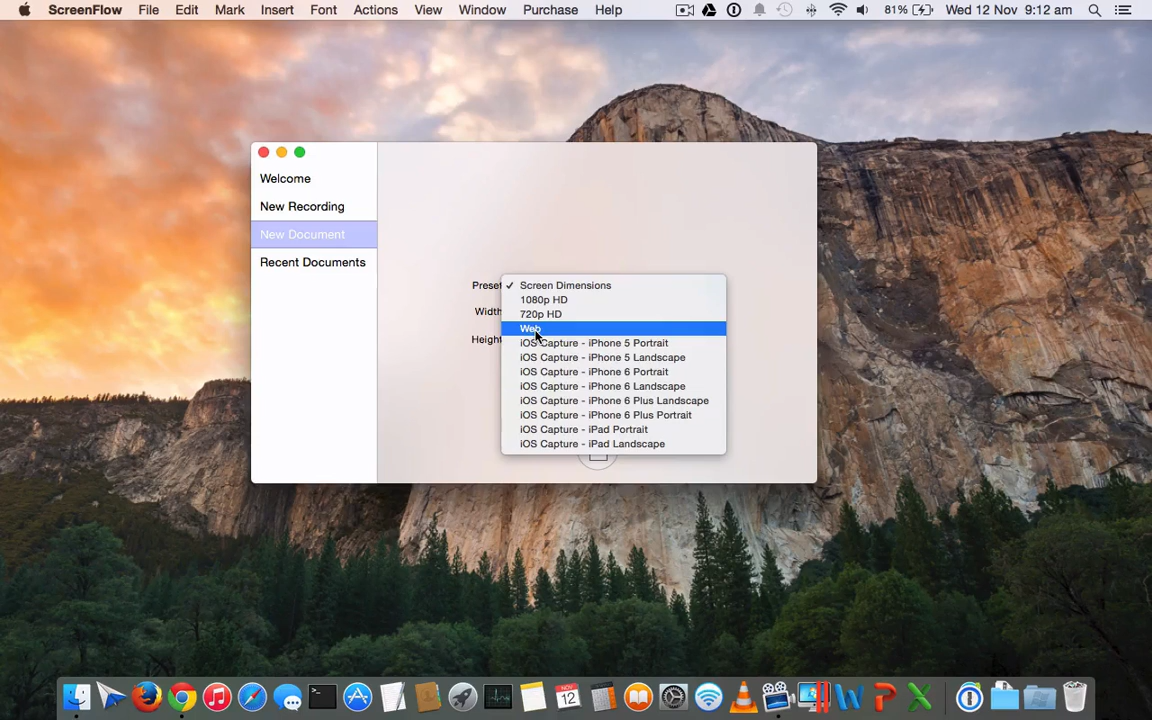 ScreenFlow File Edit Mark Insert Font Actions View Window Purchase Help 81% Wed 12 Nov 9:12 am
Welcome
New Recording
New Document
Recent Documents
Preset ✓ Screen Dimensions
1080p HD
720p HD
Width
Web
Height
iOS Capture - iPhone 5 Portrait
iOS Capture - iPhone 5 Landscape
iOS Capture - iPhone 6 Portrait
iOS Capture - iPhone 6 Landscape
iOS Capture - iPhone 6 Plus Landscape
iOS Capture - iPhone 6 Plus Portrait
iOS Capture - iPad Portrait
iOS Capture - iPad Landscape
NOV
12